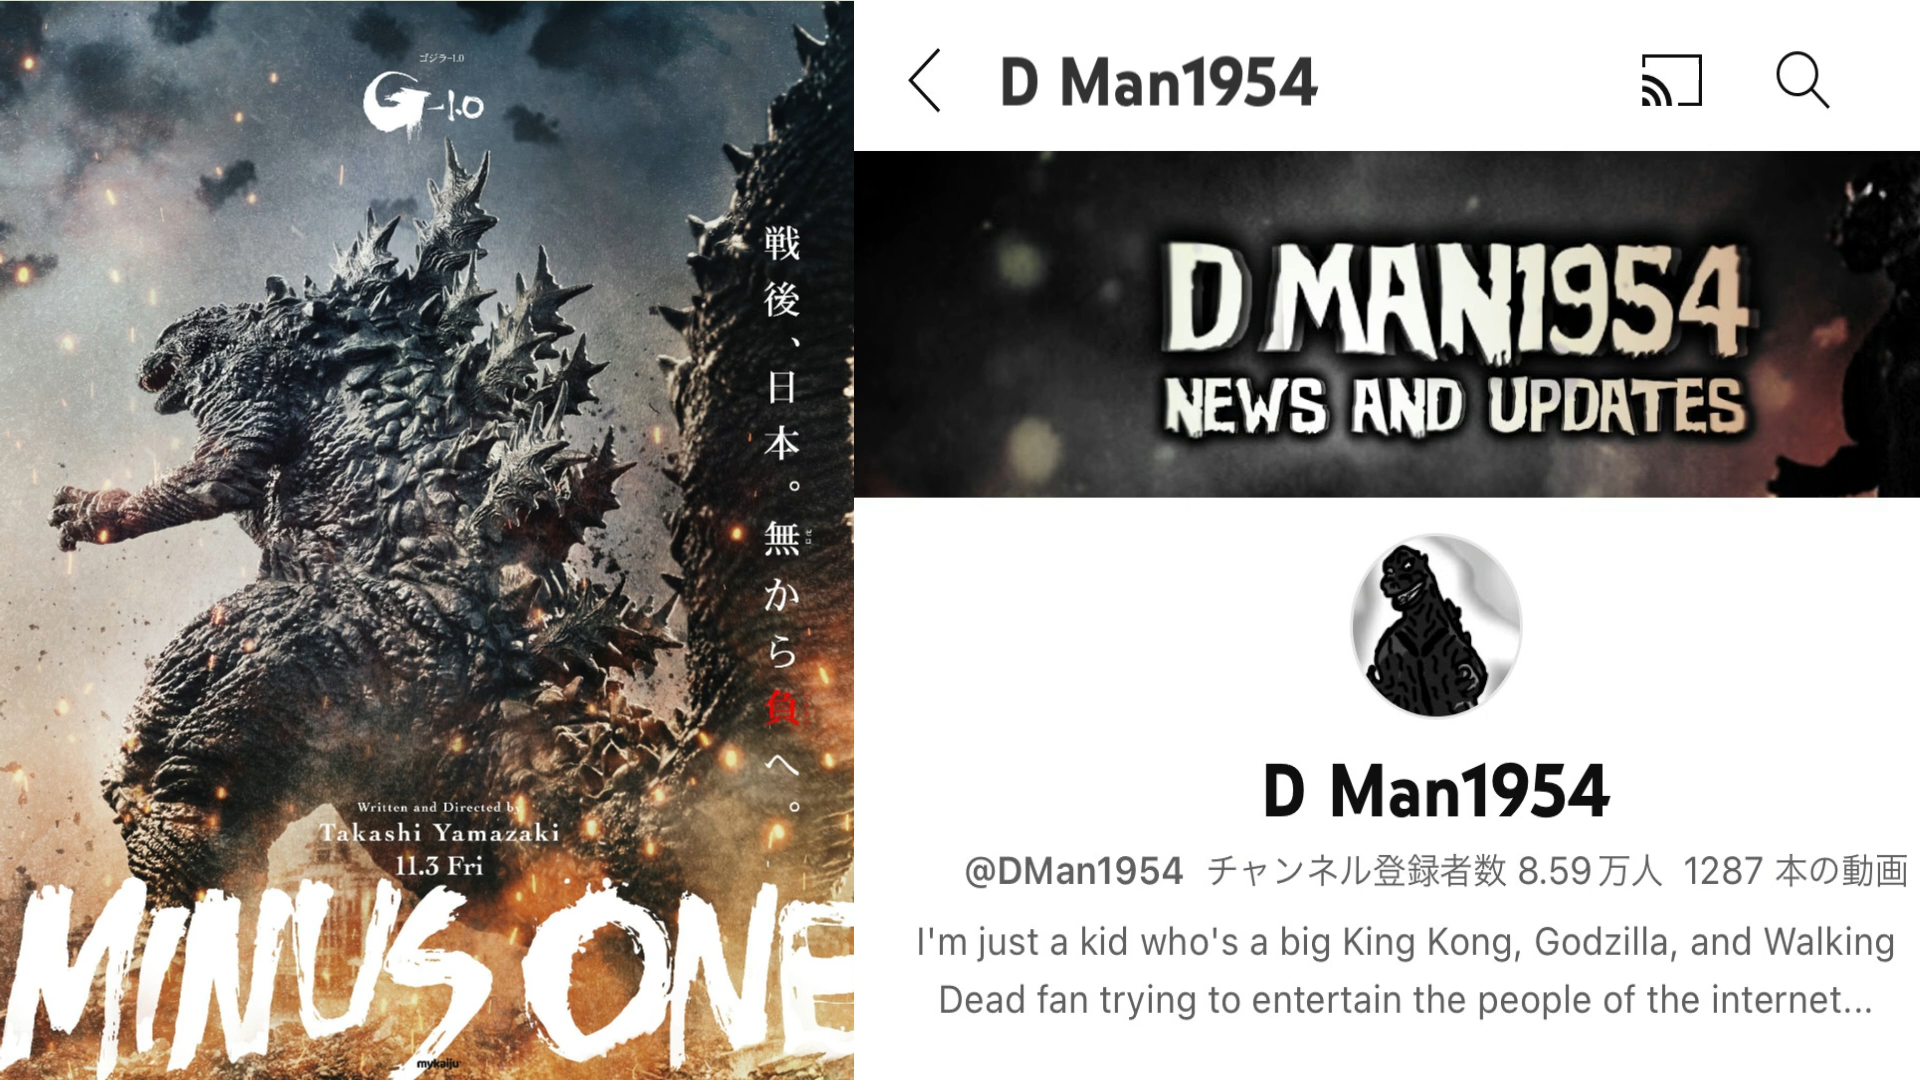 ゴジラ-1.0
G-1.0
戦後、日本。無から負へ。
ゼロ
Written and Directed by
Takashi Yamazaki
11.3 Fri
MINUS ONE
mykaiju
D Man1954
D MAN1954
NEWS AND UPDATES
D Man1954
@DMan1954 チャンネル登録者数 8.59万人 1287 本の動画
I'm just a kid who's a big King Kong, Godzilla, and Walking
Dead fan trying to entertain the people of the internet...